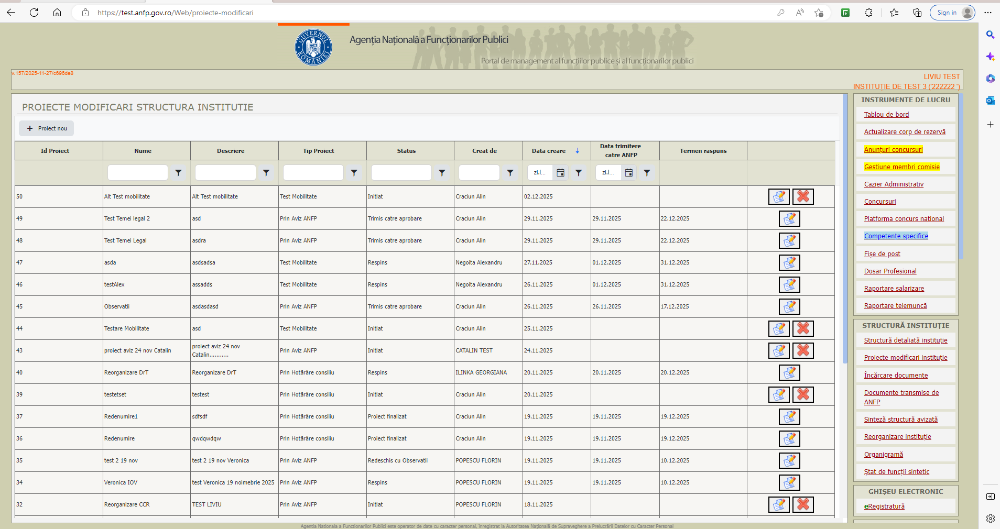 https://test.anfp.gov.ro/Web/proiecte-modificari
Sign in
GUVERNUL ROMÂNIEI
Agenția Națională a Funcționarilor Publici
Portal de management al funcțiilor publice și al funcționarilor publici
v.157/2025-11-27/c696de8
LIVIU TEST
INSTITUȚIE DE TEST 3 ('222222 ')
PROIECTE MODIFICARI STRUCTURA INSTITUTIE
+ Proiect nou
Id Proiect Nume Descriere Tip Proiect Status Creat de Data creare ↓ Data trimitere catre ANFP Termen raspuns
zi.l... zi.l...
50 Alt Test mobilitate Alt Test mobilitate Test Mobilitate Initiat Craciun Alin 02.12.2025
49 Test Temei legal 2 asd Prin Aviz ANFP Trimis catre aprobare Craciun Alin 29.11.2025 29.11.2025 22.12.2025
48 Test Temei Legal asdra Prin Aviz ANFP Trimis catre aprobare Craciun Alin 29.11.2025 29.11.2025 22.12.2025
47 asda asdsadsa Test Mobilitate Respins Negoita Alexandru 27.11.2025 01.12.2025 31.12.2025
46 testAlex assadds Test Mobilitate Respins Negoita Alexandru 26.11.2025 01.12.2025 31.12.2025
45 Observatii asdasdasd Prin Aviz ANFP Trimis catre aprobare Craciun Alin 26.11.2025 26.11.2025 17.12.2025
44 Testare Mobilitate asd Test Mobilitate Initiat Craciun Alin 25.11.2025
43 proiect aviz 24 nov Catalin proiect aviz 24 nov Catalin........... Prin Aviz ANFP Initiat CATALIN TEST 24.11.2025
40 Reorganizare DrT Reorganizare DrT Prin Hotărâre consiliu Respins ILINKA GEORGIANA 20.11.2025 20.11.2025 20.12.2025
39 testetset testest Prin Hotărâre consiliu Initiat Craciun Alin 20.11.2025
37 Redenumire1 sdfsdf Prin Hotărâre consiliu Proiect finalizat Craciun Alin 19.11.2025 19.11.2025 19.12.2025
36 Redenumire qwdqwdqw Prin Hotărâre consiliu Proiect finalizat Craciun Alin 19.11.2025 19.11.2025 19.12.2025
35 test 2 19 nov test 2 19 nov Veronica Prin Aviz ANFP Redeschis cu Observatii POPESCU FLORIN 19.11.2025 19.11.2025 10.12.2025
34 Veronica IOV test Veronica 19 noimebrie 2025 Prin Aviz ANFP Respins POPESCU FLORIN 19.11.2025 19.11.2025 10.12.2025
32 Reorganizare CCR TEST LIVIU Prin Aviz ANFP Initiat POPESCU FLORIN 18.11.2025
INSTRUMENTE DE LUCRU
Tablou de bord
Actualizare corp de rezervă
Anunțuri concursuri
Gestiune membri comisie
Cazier Administrativ
Concursuri
Platforma concurs national
Competențe specifice
Fișe de post
Dosar Profesional
Raportare salarizare
Raportare telemuncă
STRUCTURĂ INSTITUȚIE
Structură detaliată instituție
Proiecte modificari instituție
Încărcare documente
Documente transmise de
ANFP
Sinteză structură avizată
Reorganizare instituție
Organigramă
Ștat de funcții sintetic
GHIȘEU ELECTRONIC
eRegistratură
Agentia Nationala a Functionarilor Publici este operator de date cu caracter personal, înregistrat la Autoritatea Națională de Supraveghere a Prelucrării Datelor cu Caracter Personal